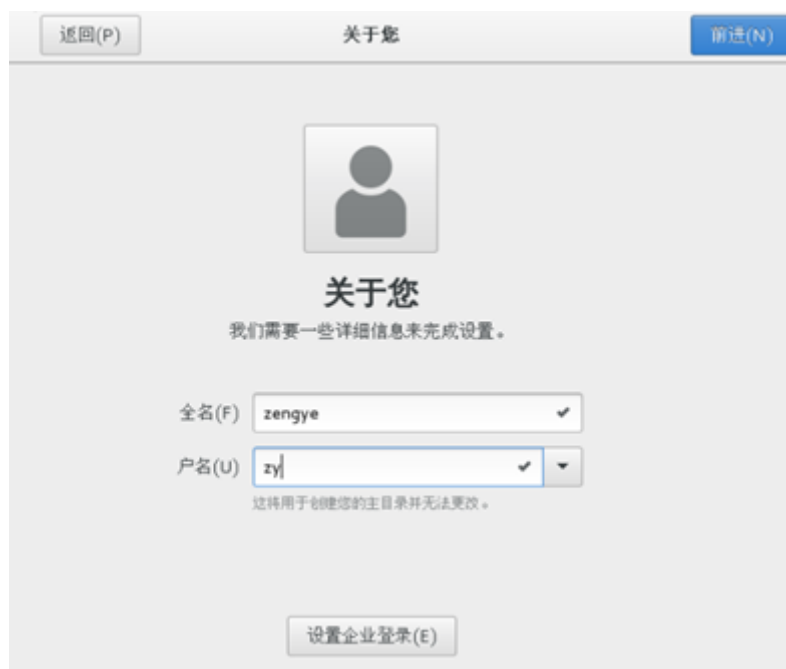 返回(P) 关于您 前进(N)
关于您
我们需要一些详细信息来完成设置。
全名(F) zengye
户名(U) zy
这将用于创建您的主目录并无法更改。
设置企业登录(E)